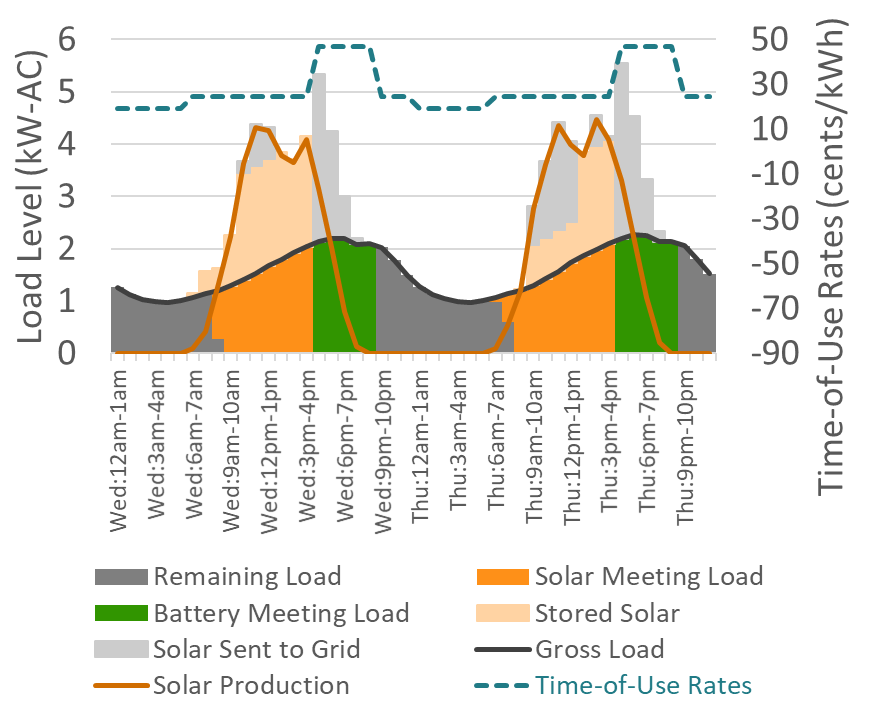 Load Level (kW-AC)
6
5
4
3
2
1
0
50
30
10
-10
-30
-50
-70
-90
Time-of-Use Rates (cents/kWh)
Wed:12am-1am
Wed:3am-4am
Wed:6am-7am
Wed:9am-10am
Wed:12pm-1pm
Wed:3pm-4pm
Wed:6pm-7pm
Wed:9pm-10pm
Thu:12am-1am
Thu:3am-4am
Thu:6am-7am
Thu:9am-10am
Thu:12pm-1pm
Thu:3pm-4pm
Thu:6pm-7pm
Thu:9pm-10pm
Remaining Load
Solar Meeting Load
Battery Meeting Load
Stored Solar
Solar Sent to Grid
Gross Load
Solar Production
Time-of-Use Rates